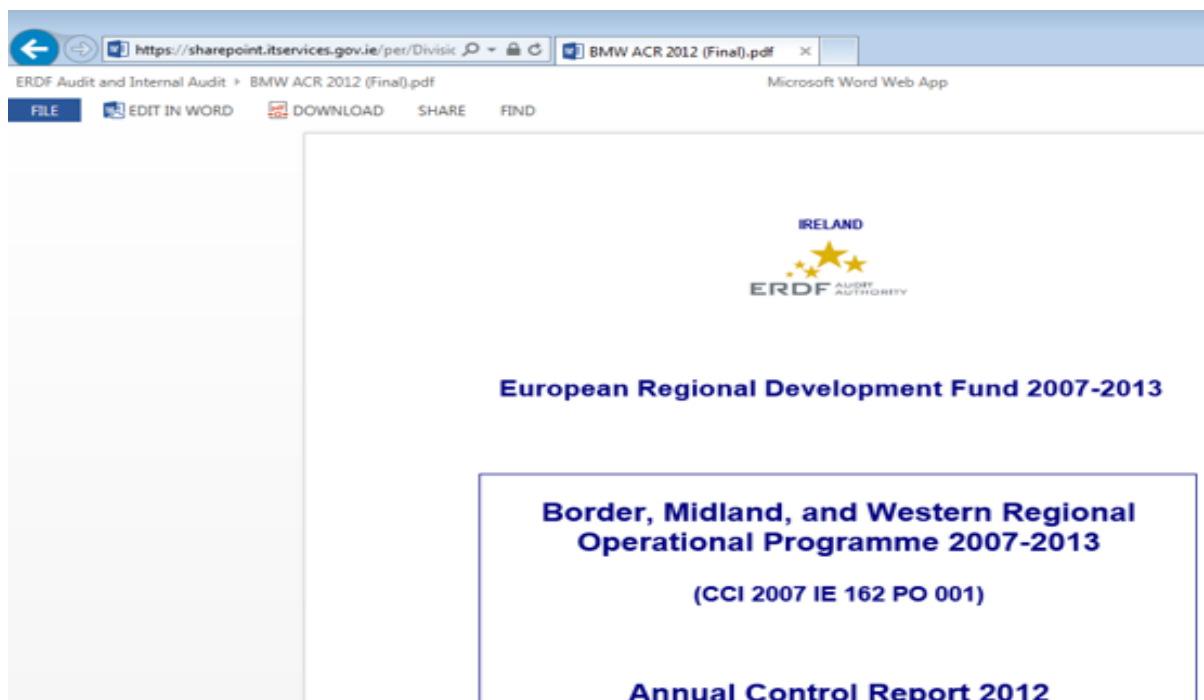 https://sharepoint.itservices.gov.ie/per/Divisic
BMW ACR 2012 (Final).pdf
ERDF Audit and Internal Audit BMW ACR 2012 (Final).pdf
Microsoft Word Web App
FILE EDIT IN WORD DOWNLOAD SHARE FIND
IRELAND
ERDF AUDIT AUTHORITY
European Regional Development Fund 2007-2013
Border, Midland, and Western Regional
Operational Programme 2007-2013
(CCI 2007 IE 162 PO 001)
Annual Control Report 2012